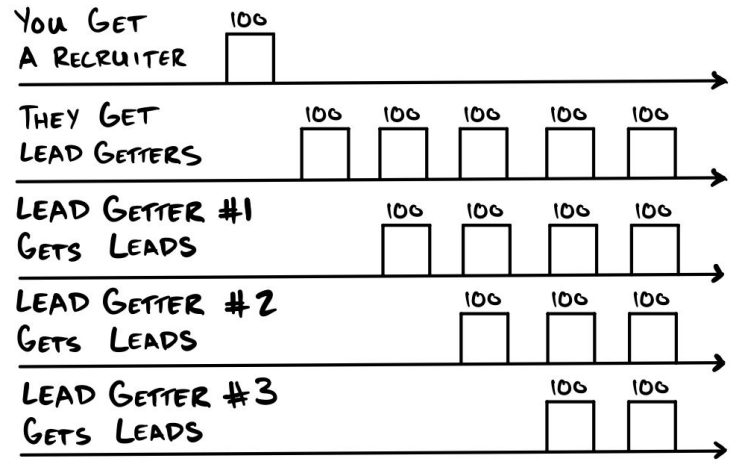 You Get
A Recruiter
100
They Get
Lead Getters
100 100 100 100 100
Lead Getter #1
Gets Leads
100 100 100 100
Lead Getter #2
Gets Leads
100 100 100
Lead Getter #3
Gets Leads
100 100